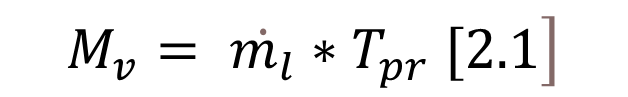 𝑀ᵥ = 𝑚̇ₗ * 𝑇ₚᵣ [2.1]